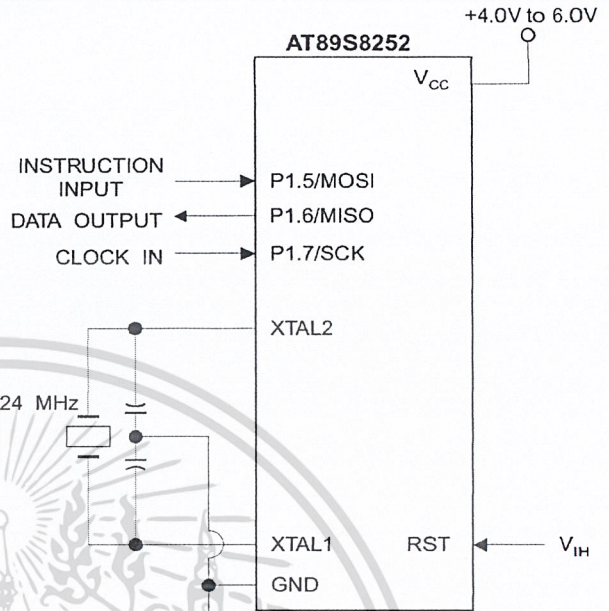 +4.0V to 6.0V
AT89S8252
VCC
INSTRUCTION
INPUT
P1.5/MOSI
DATA OUTPUT
P1.6/MISO
CLOCK IN
P1.7/SCK
XTAL2
24 MHz
XTAL1
RST
VIH
GND